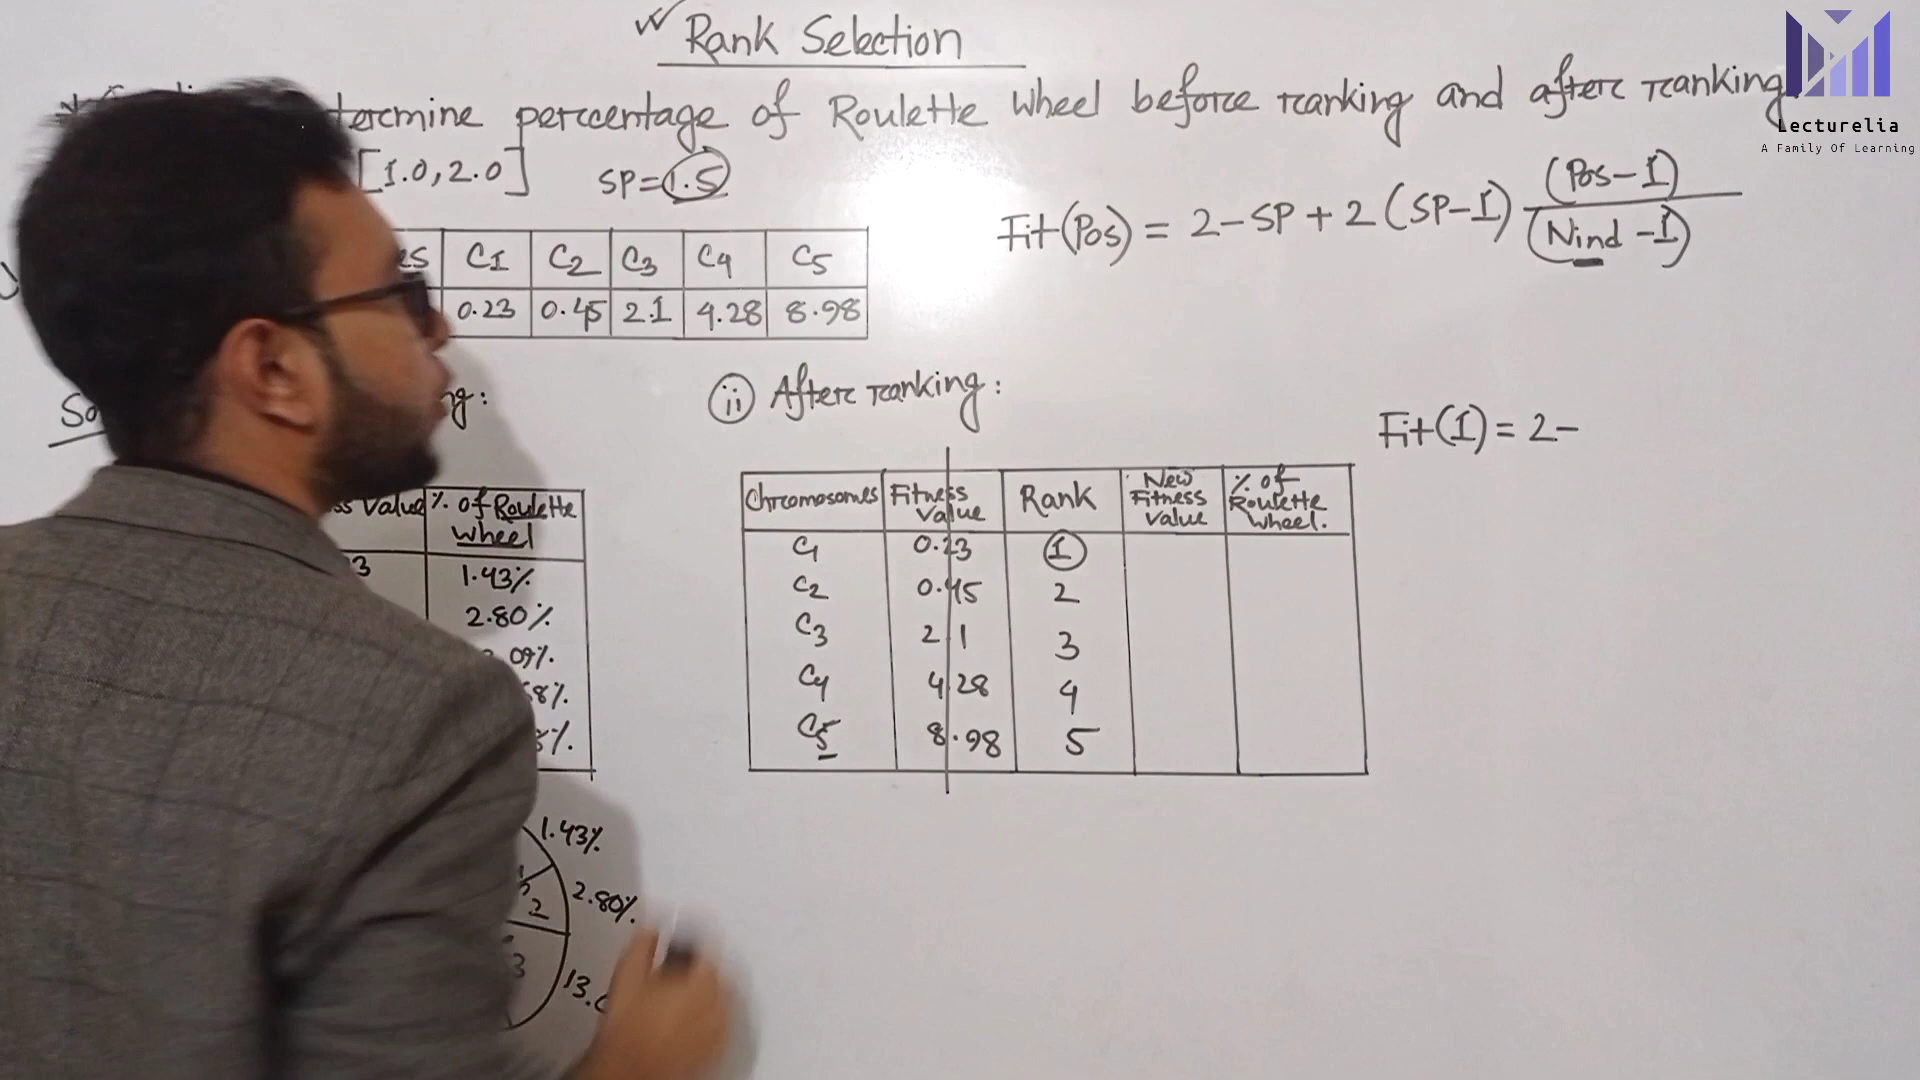 Rank Selection
percentage of Roulette Wheel before ranking and after ranking.
[1.0, 2.0] SP=1.5
Lecturelia
A Family Of Learning
Fit(Pos) = 2-SP+2(SP-1) (Pos-1)/(Nind-1)
C1 C2 C3 C4 C5
0.23 0.45 2.1 4.28 8.98
ii After ranking:
Fit(1) = 2-
Value % of Roulette Wheel
1.43%
2.80%
Chromosomes Fitness Value Rank New Fitness Value % of Roulette Wheel.
C1 0.23 1
C2 0.45 2
C3 2.1 3
C4 4.28 4
C5 8.98 5
1.43%
2.80%
2
3